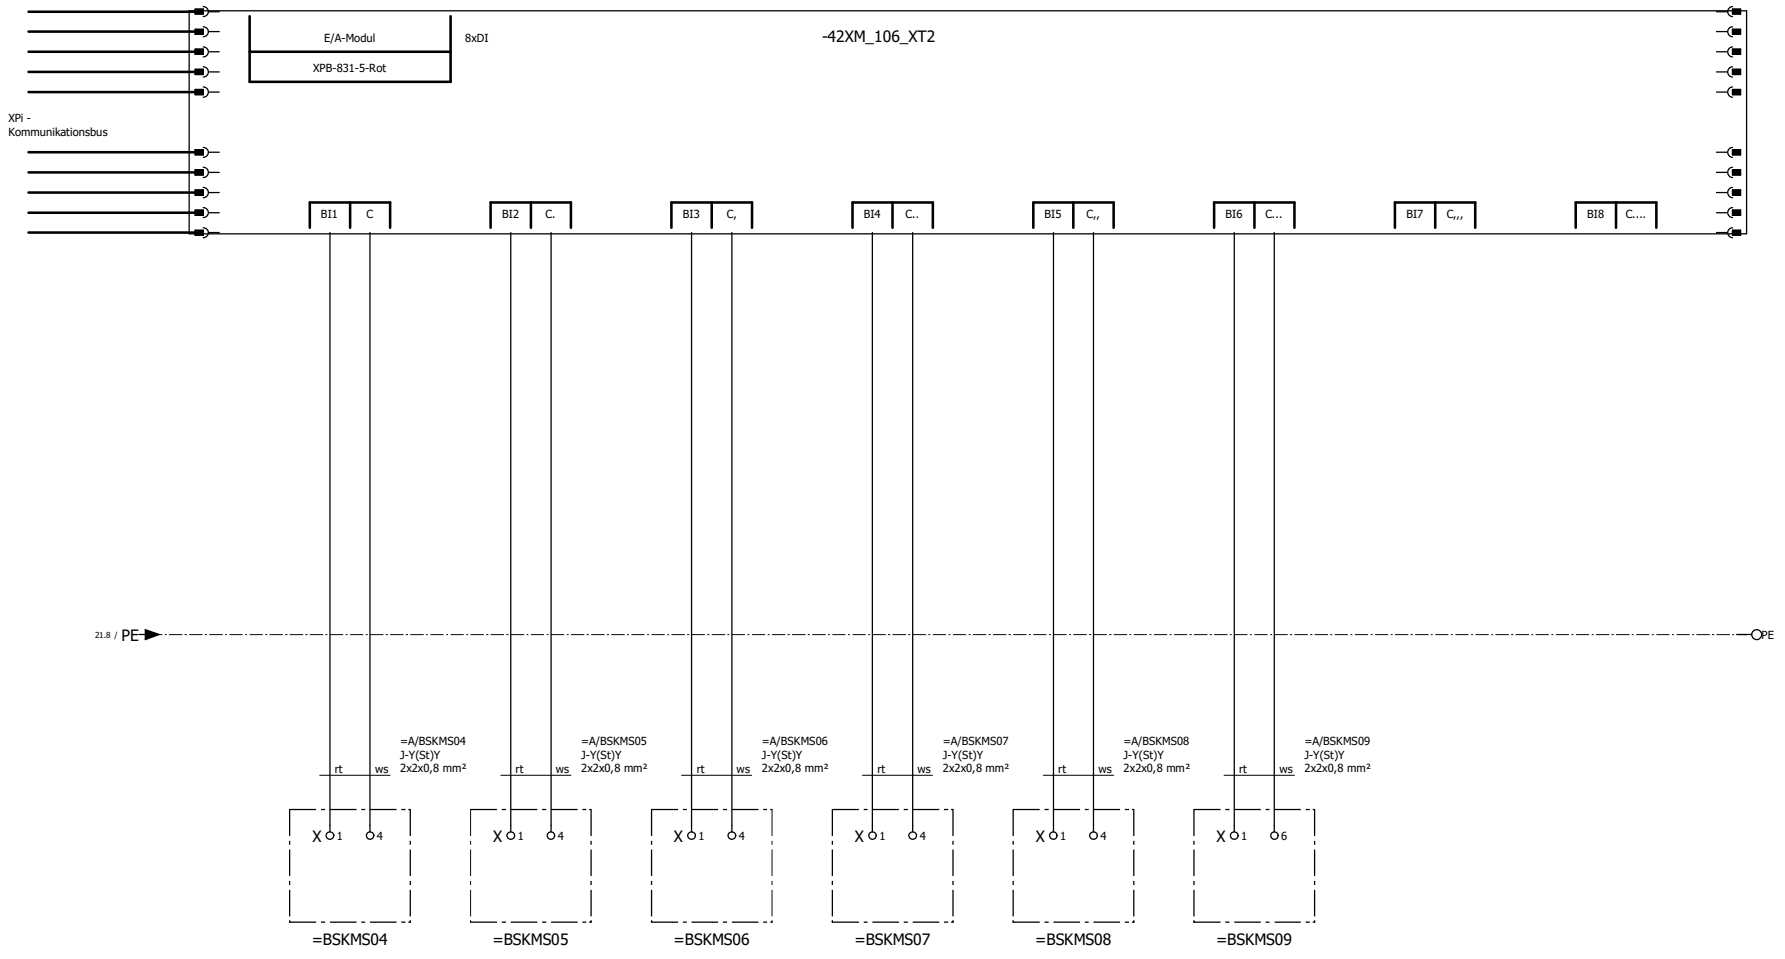 E/A-Modul
8xDI
-42XM_106_XT2
XPB-831-5-Rot
XPi -
Kommunikationsbus
BI1 C
BI2 C.
BI3 C,
BI4 C..
BI5 C,,
BI6 C...
BI7 C,,,
BI8 C....
21.8 / PE
PE
=A/BSKMS04
J-Y(St)Y
2x2x0,8 mm²
rt ws
=A/BSKMS05
J-Y(St)Y
2x2x0,8 mm²
rt ws
=A/BSKMS06
J-Y(St)Y
2x2x0,8 mm²
rt ws
=A/BSKMS07
J-Y(St)Y
2x2x0,8 mm²
rt ws
=A/BSKMS08
J-Y(St)Y
2x2x0,8 mm²
rt ws
=A/BSKMS09
J-Y(St)Y
2x2x0,8 mm²
rt ws
X 1 4
X 1 4
X 1 4
X 1 4
X 1 4
X 1 6
=BSKMS04
=BSKMS05
=BSKMS06
=BSKMS07
=BSKMS08
=BSKMS09